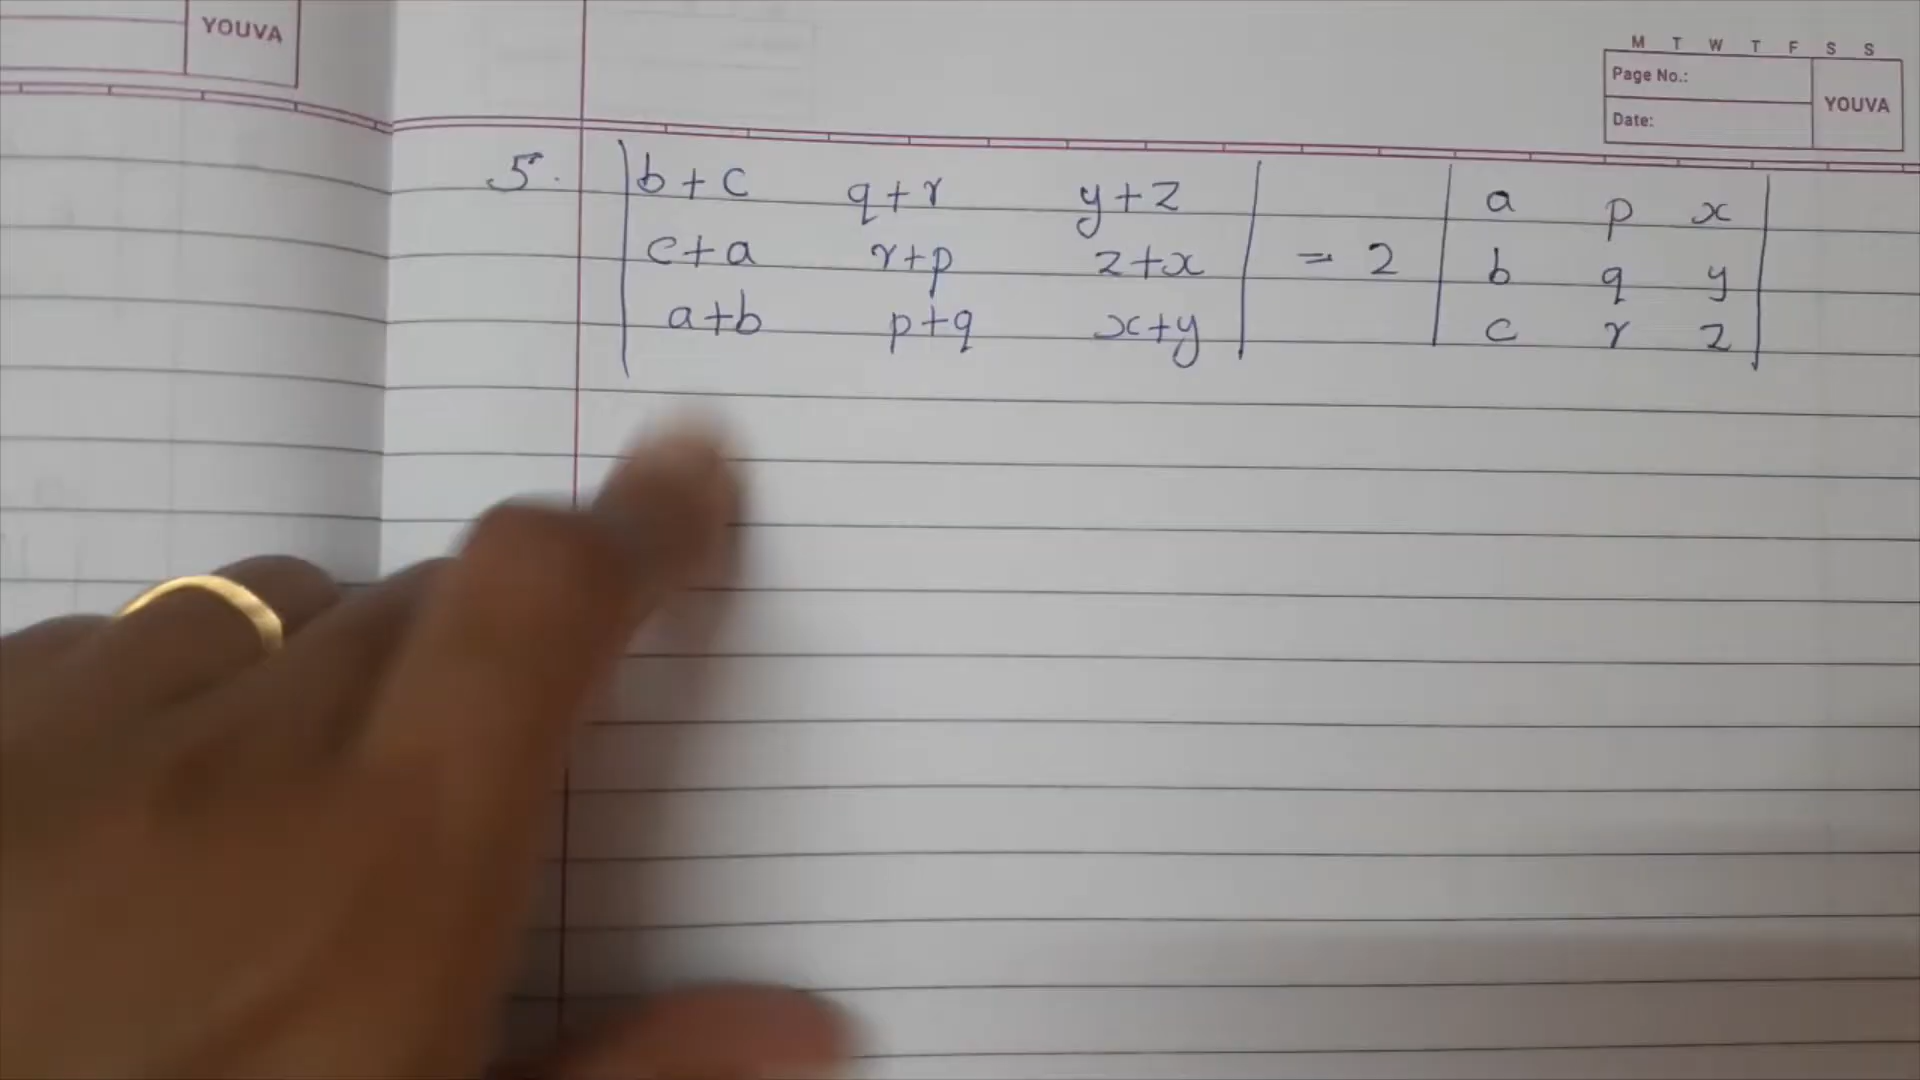 YOUVA
M T W T F S S
Page No.:
YOUVA
Date:
5. | b+c q+r y+z | | a p x |
| c+a r+p z+x | = 2 | b q y |
| a+b p+q x+y | | c r z |